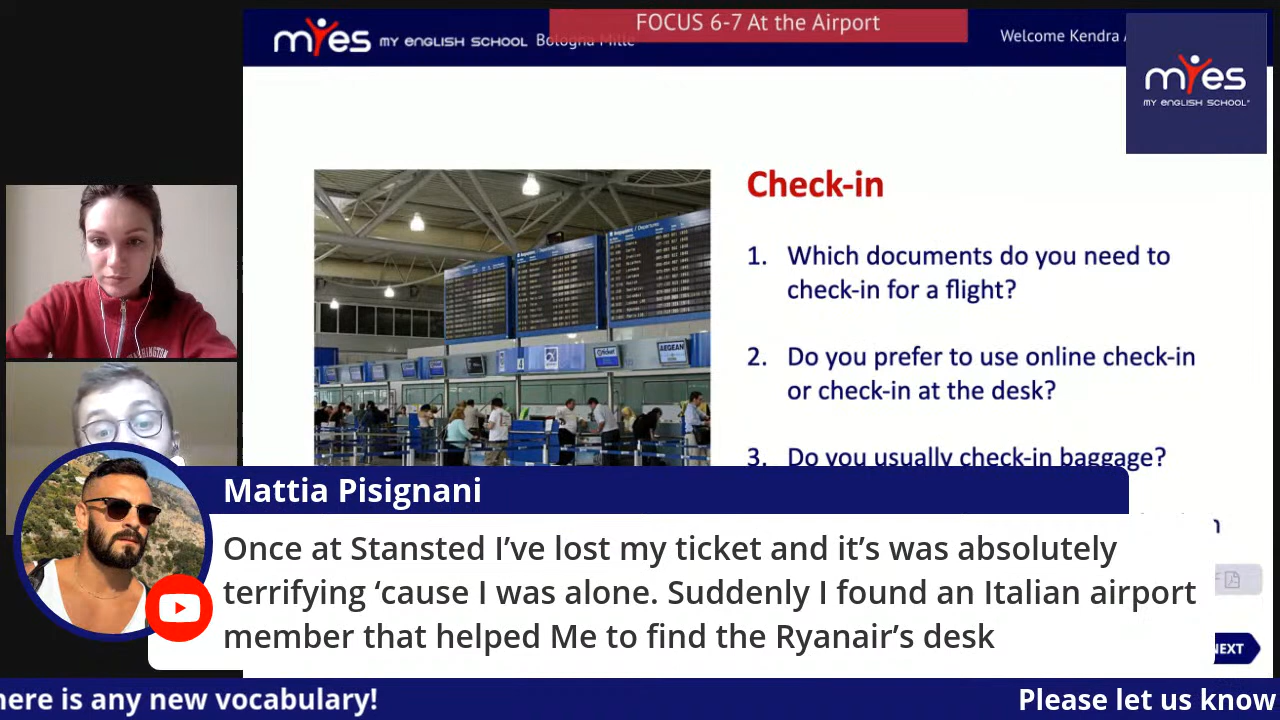 FOCUS 6-7 At the Airport
myes MY ENGLISH SCHOOL Bologna Mille
Welcome Kendra A
myes
MY ENGLISH SCHOOL
Check-in
1. Which documents do you need to
check-in for a flight?
2. Do you prefer to use online check-in
or check-in at the desk?
3. Do you usually check-in baggage?
AEGEAN
Mattia Pisignani
Once at Stansted I’ve lost my ticket and it’s was absolutely
terrifying ‘cause I was alone. Suddenly I found an Italian airport
member that helped Me to find the Ryanair’s desk
NEXT
here is any new vocabulary!
Please let us know